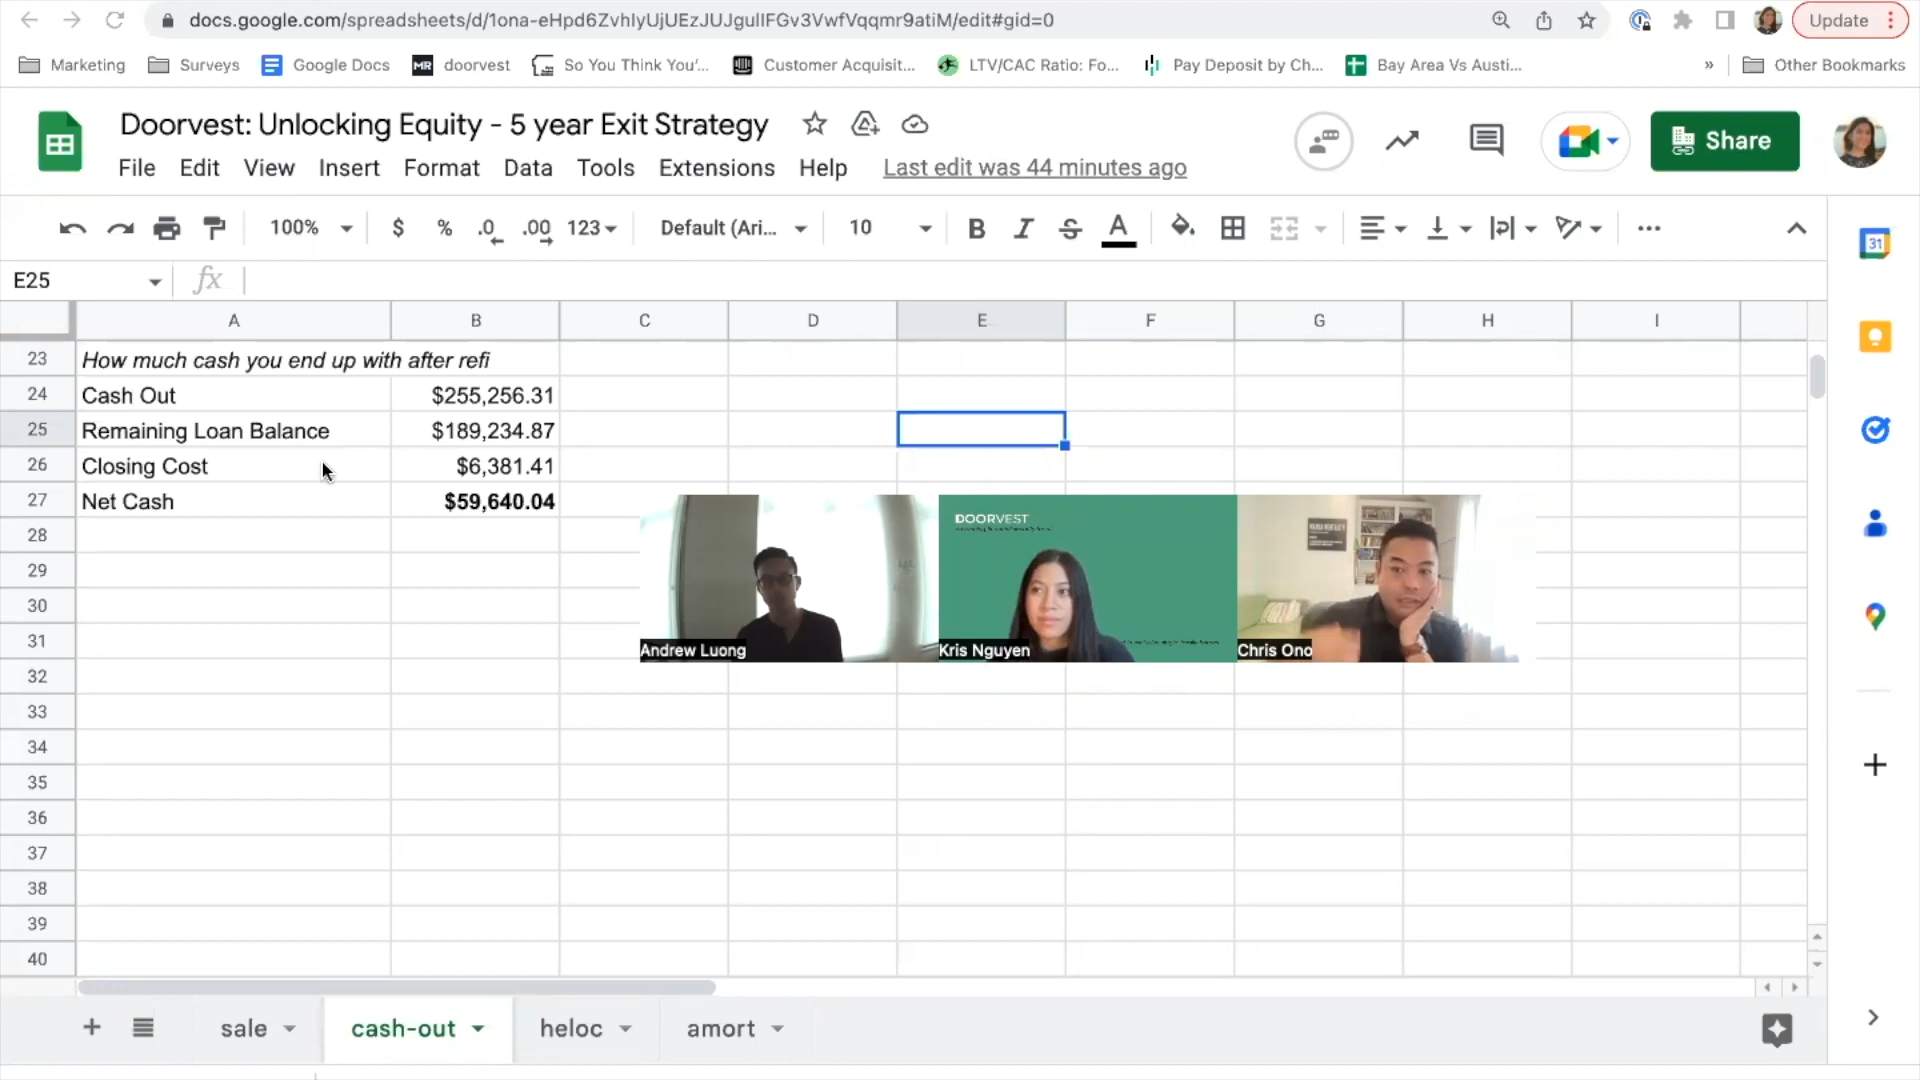 docs.google.com/spreadsheets/d/1ona-eHpd6ZvhIyUjUEzJUJgulIFGv3VwfVqqmr9atiM/edit#gid=0
Update
Marketing
Surveys
Google Docs
MR doorvest
So You Think You'...
Customer Acquisit...
LTV/CAC Ratio: Fo...
Pay Deposit by Ch...
Bay Area Vs Austi...
»
Other Bookmarks
Doorvest: Unlocking Equity - 5 year Exit Strategy
File Edit View Insert Format Data Tools Extensions Help Last edit was 44 minutes ago
Share
100% $ % .0 .00 123 Default (Ari... 10 B I S A
31
E25 fx
A B C D E F G H I
23 How much cash you end up with after refi
24 Cash Out $255,256.31
25 Remaining Loan Balance $189,234.87
26 Closing Cost $6,381.41
27 Net Cash $59,640.04
28
29
30
31
32
33
34
35
36
37
38
39
40
DOORVEST
Andrew Luong
Kris Nguyen
Chris Ono
sale cash-out heloc amort